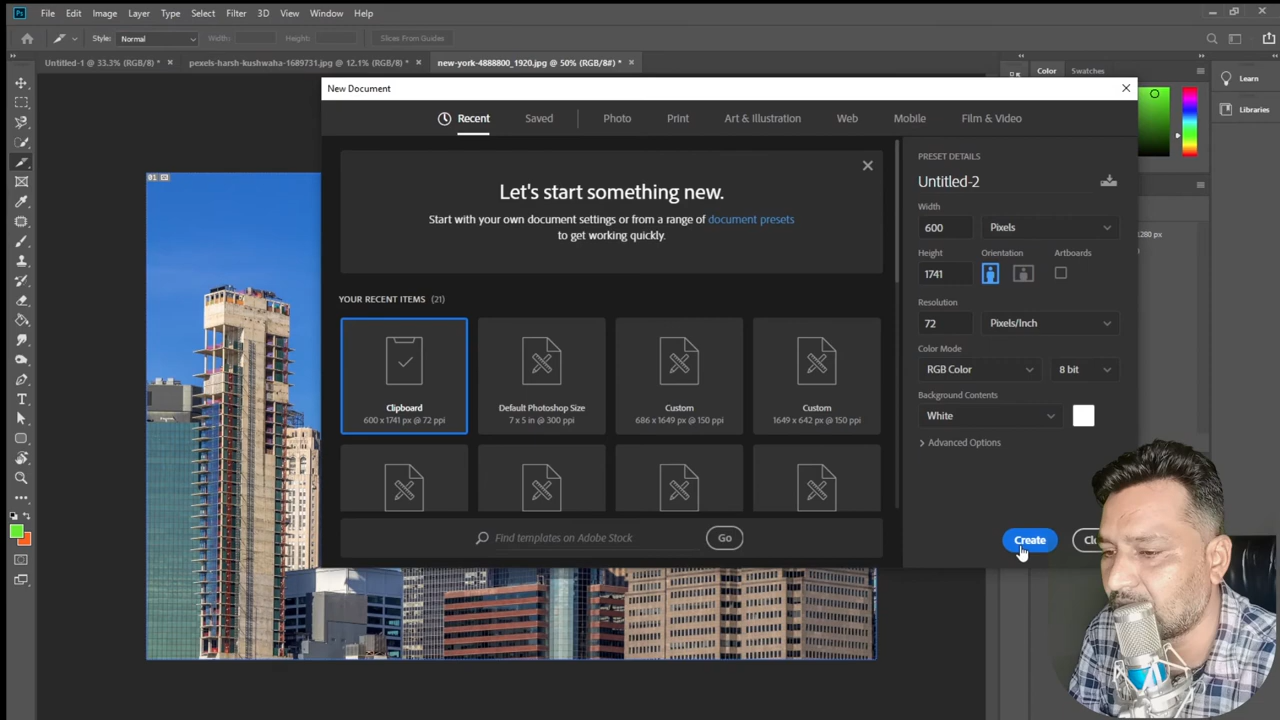 Ps File Edit Image Layer Type Select Filter 3D View Window Help
Style: Normal Width: Height: Slices From Guides
Untitled-1 @ 33.3% (RGB/8) * × pexels-harsh-kushwaha-1689731.jpg @ 12.1% (RGB/8) * × new-york-4888800_1920.jpg @ 50% (RGB/8#) * ×
Color Swatches
Learn
Libraries
New Document
Recent Saved Photo Print Art & Illustration Web Mobile Film & Video
01
Let's start something new.
Start with your own document settings or from a range of document presets
to get working quickly.
YOUR RECENT ITEMS (21)
Clipboard
600 x 1741 px @ 72 ppi
Default Photoshop Size
7 x 5 in @ 300 ppi
Custom
686 x 1649 px @ 150 ppi
Custom
1649 x 642 px @ 150 ppi
Find templates on Adobe Stock Go
PRESET DETAILS
Untitled-2
Width
600 Pixels
Height Orientation Artboards
1741
Resolution
72 Pixels/Inch
Color Mode
RGB Color 8 bit
Background Contents
White
Advanced Options
Create
1280 px